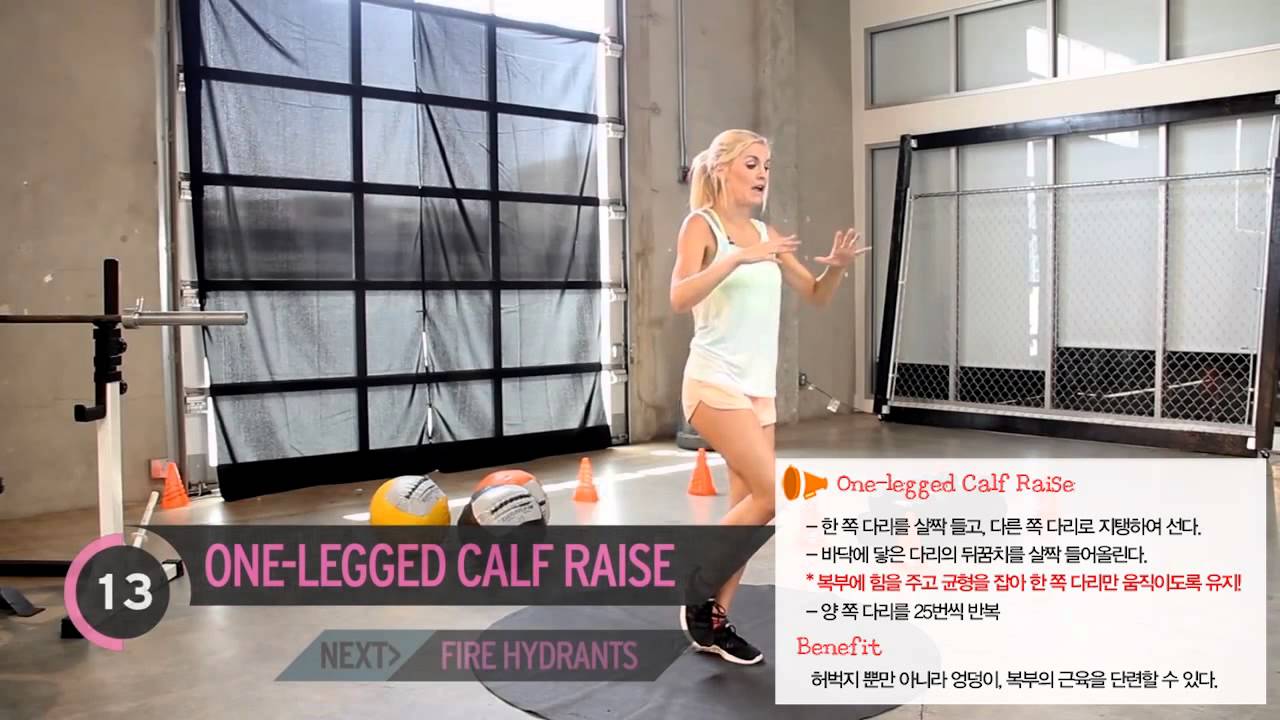 13
ONE-LEGGED CALF RAISE
NEXT> FIRE HYDRANTS
One-legged Calf Raise
– 한 쪽 다리를 살짝 들고, 다른 쪽 다리로 지탱하여 선다.
– 바닥에 닿은 다리의 뒤꿈치를 살짝 들어올린다.
* 복부에 힘을 주고 균형을 잡아 한 쪽 다리만 움직이도록 유지!
– 양 쪽 다리를 25번씩 반복
Benefit
허벅지 뿐만 아니라 엉덩이, 복부의 근육을 단련할 수 있다.